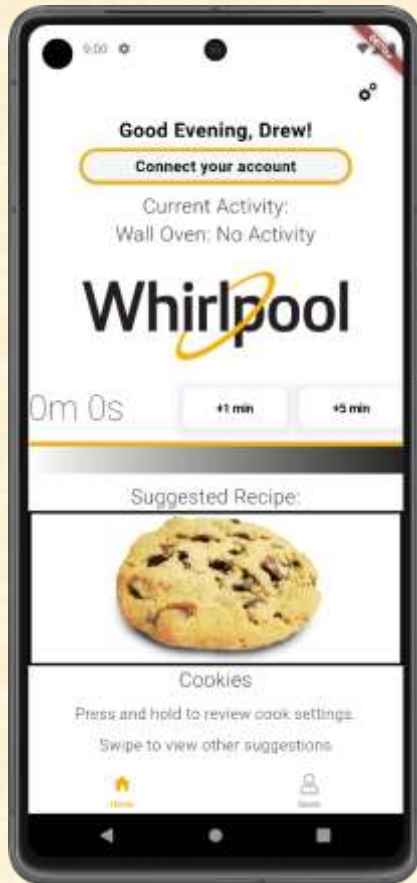 9:00
Good Evening, Drew!
Connect your account
Current Activity:
Wall Oven: No Activity
Whirlpool
0m 0s
+1 min
+5 min
Suggested Recipe:
Cookies
Press and hold to review cook settings.
Swipe to view other suggestions
Home